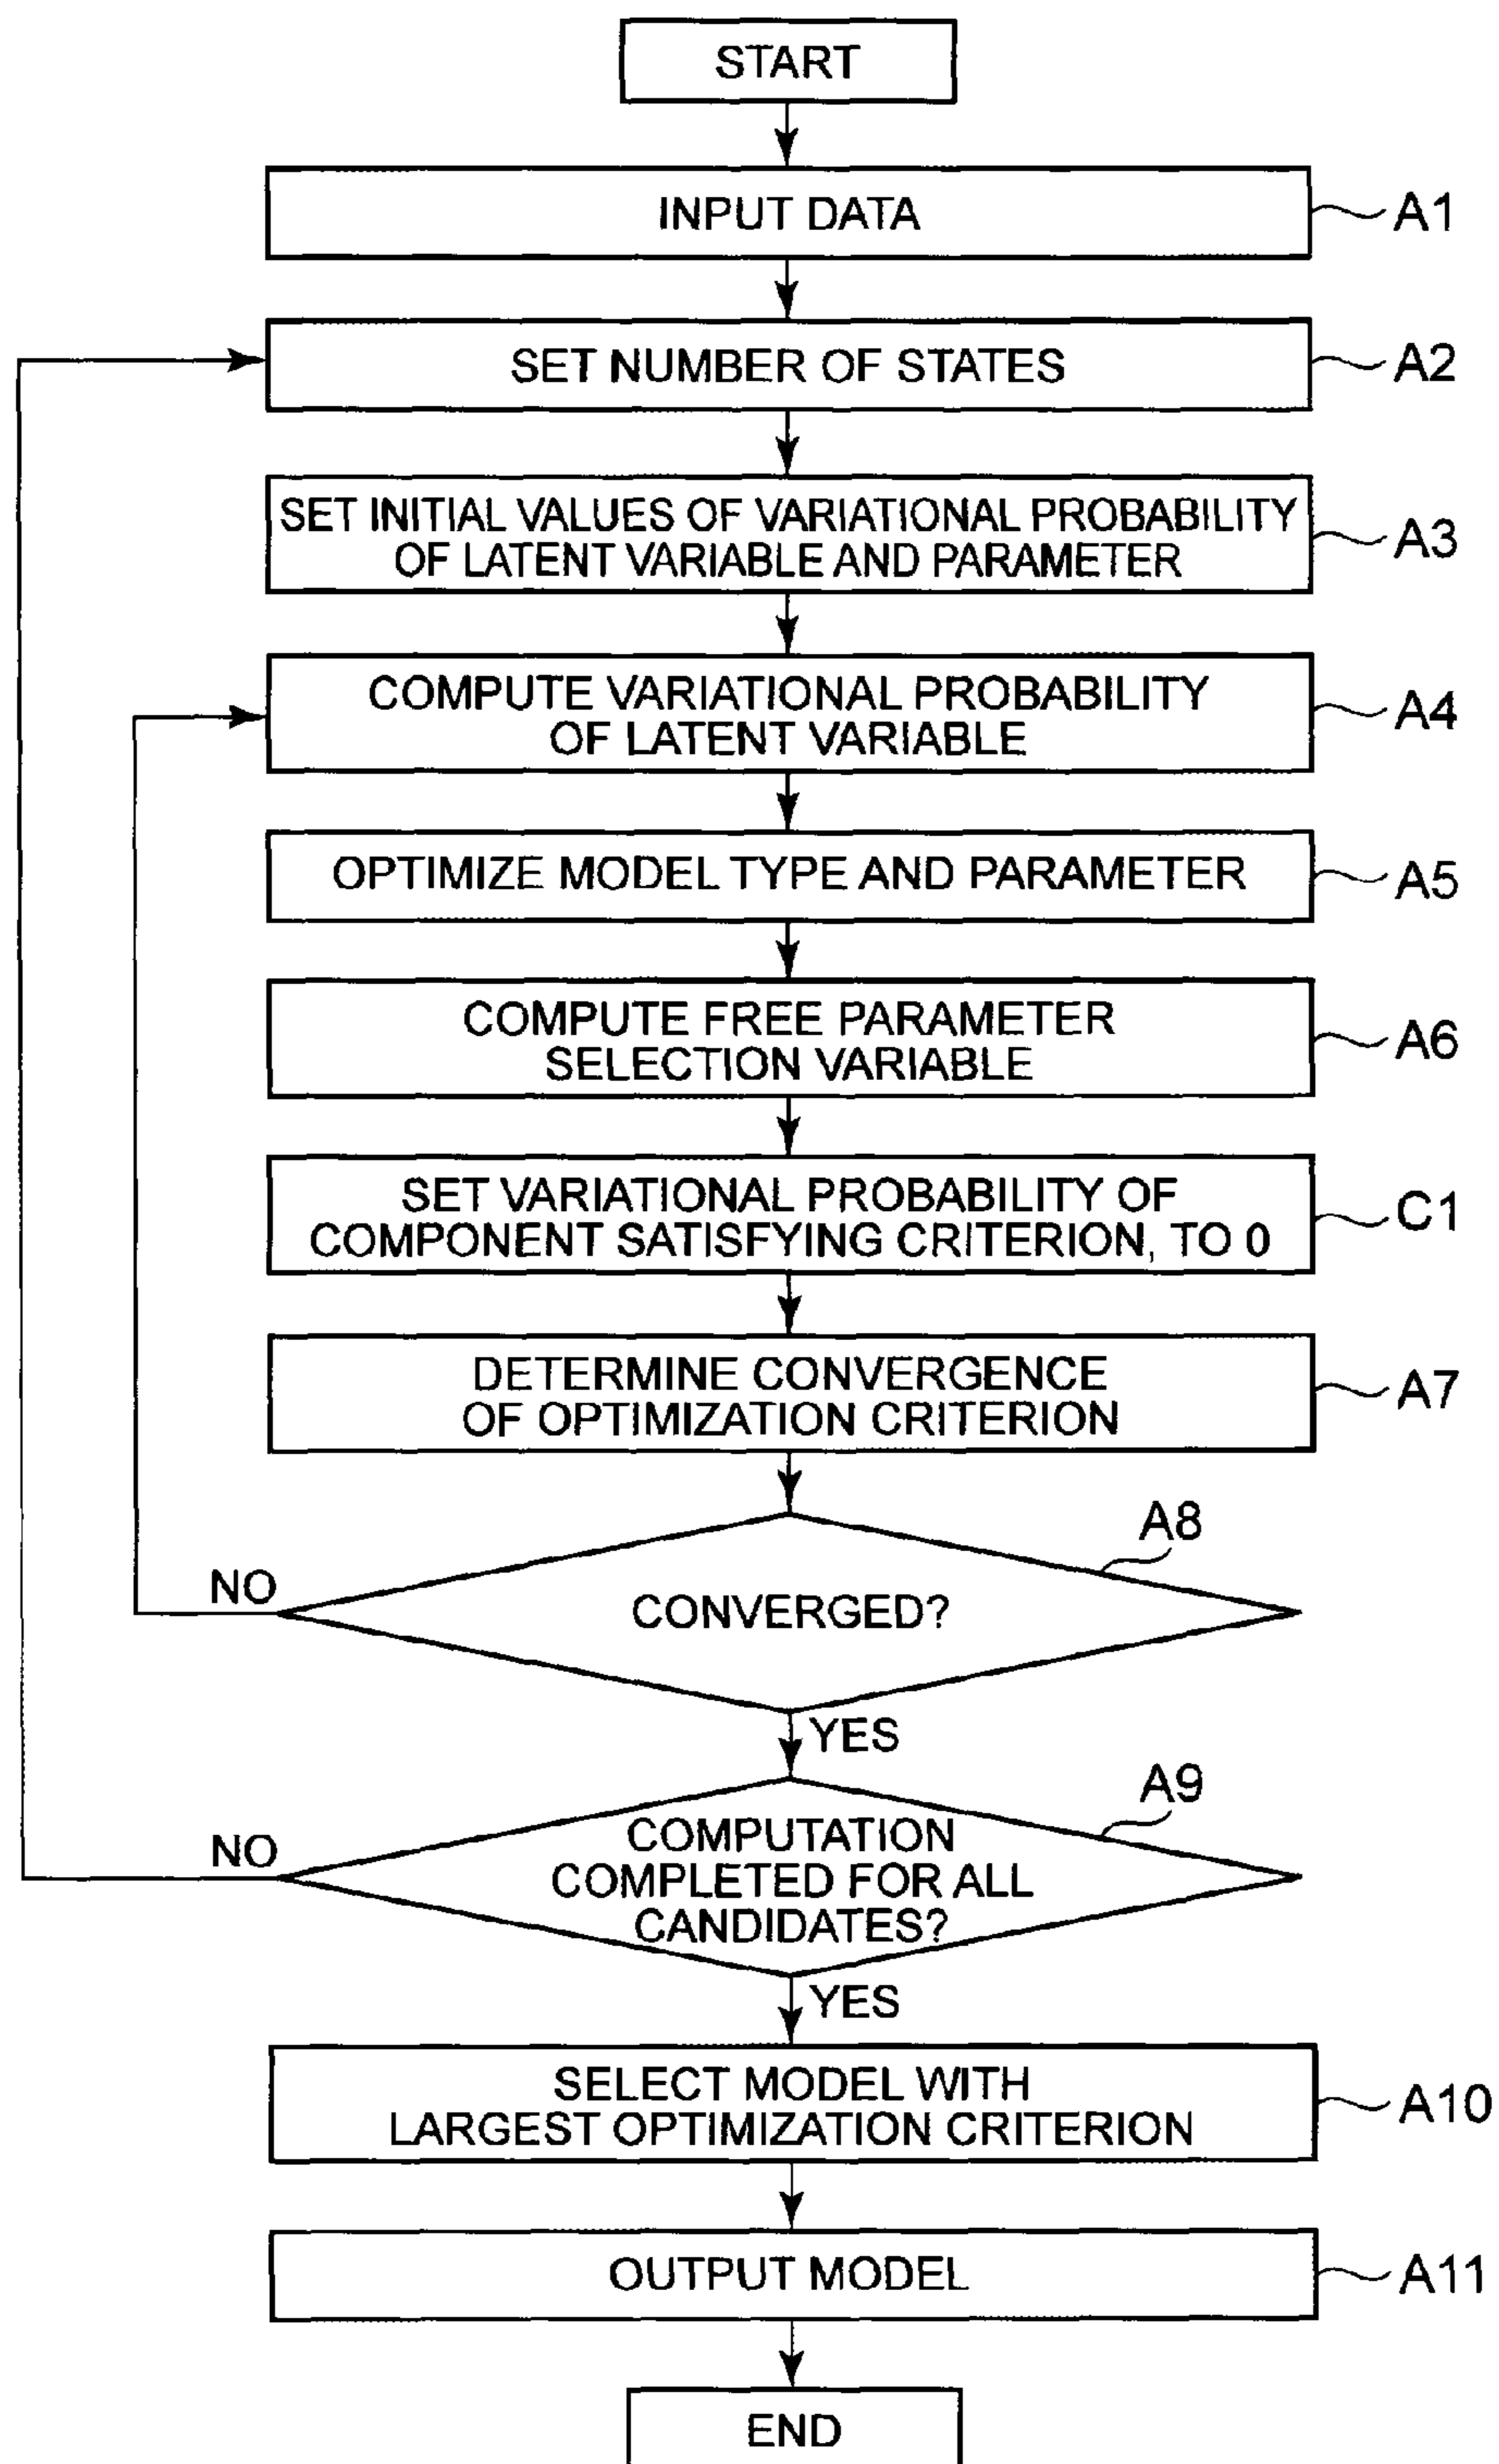 START
INPUT DATA
A1
SET NUMBER OF STATES
A2
SET INITIAL VALUES OF VARIATIONAL PROBABILITY
OF LATENT VARIABLE AND PARAMETER
A3
COMPUTE VARIATIONAL PROBABILITY
OF LATENT VARIABLE
A4
OPTIMIZE MODEL TYPE AND PARAMETER
A5
COMPUTE FREE PARAMETER
SELECTION VARIABLE
A6
SET VARIATIONAL PROBABILITY OF
COMPONENT SATISFYING CRITERION, TO 0
C1
DETERMINE CONVERGENCE
OF OPTIMIZATION CRITERION
A7
A8
NO
CONVERGED?
YES
A9
NO
COMPUTATION
COMPLETED FOR ALL
CANDIDATES?
YES
SELECT MODEL WITH
LARGEST OPTIMIZATION CRITERION
A10
OUTPUT MODEL
A11
END